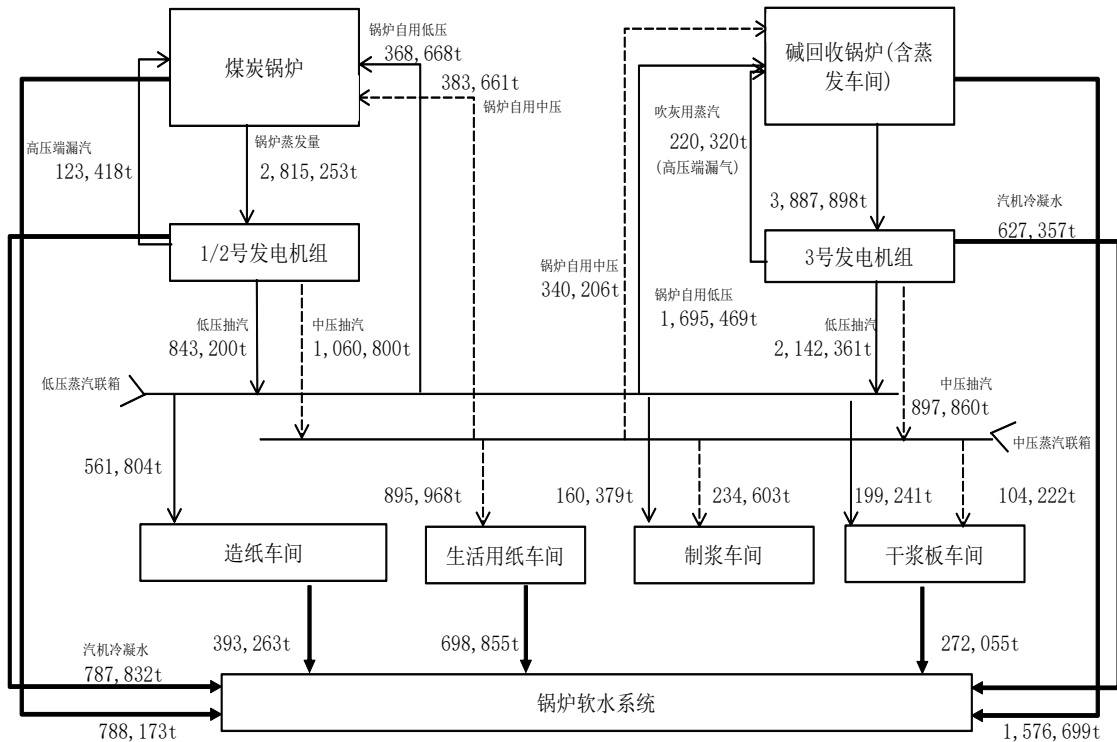 煤炭锅炉
锅炉自用低压
368,668t
383,661t
锅炉自用中压
碱回收锅炉(含蒸
发车间)
高压端漏汽
123,418t
锅炉蒸发量
2,815,253t
吹灰用蒸汽
220,320t
(高压端漏气)
3,887,898t
汽机冷凝水
627,357t
1/2号发电机组
3号发电机组
锅炉自用中压
340,206t
锅炉自用低压
1,695,469t
低压抽汽
843,200t
中压抽汽
1,060,800t
低压抽汽
2,142,361t
低压蒸汽联箱
中压抽汽
897,860t
中压蒸汽联箱
561,804t
895,968t
160,379t
234,603t
199,241t
104,222t
造纸车间
生活用纸车间
制浆车间
干浆板车间
393,263t
698,855t
272,055t
汽机冷凝水
787,832t
锅炉软水系统
788,173t
1,576,699t